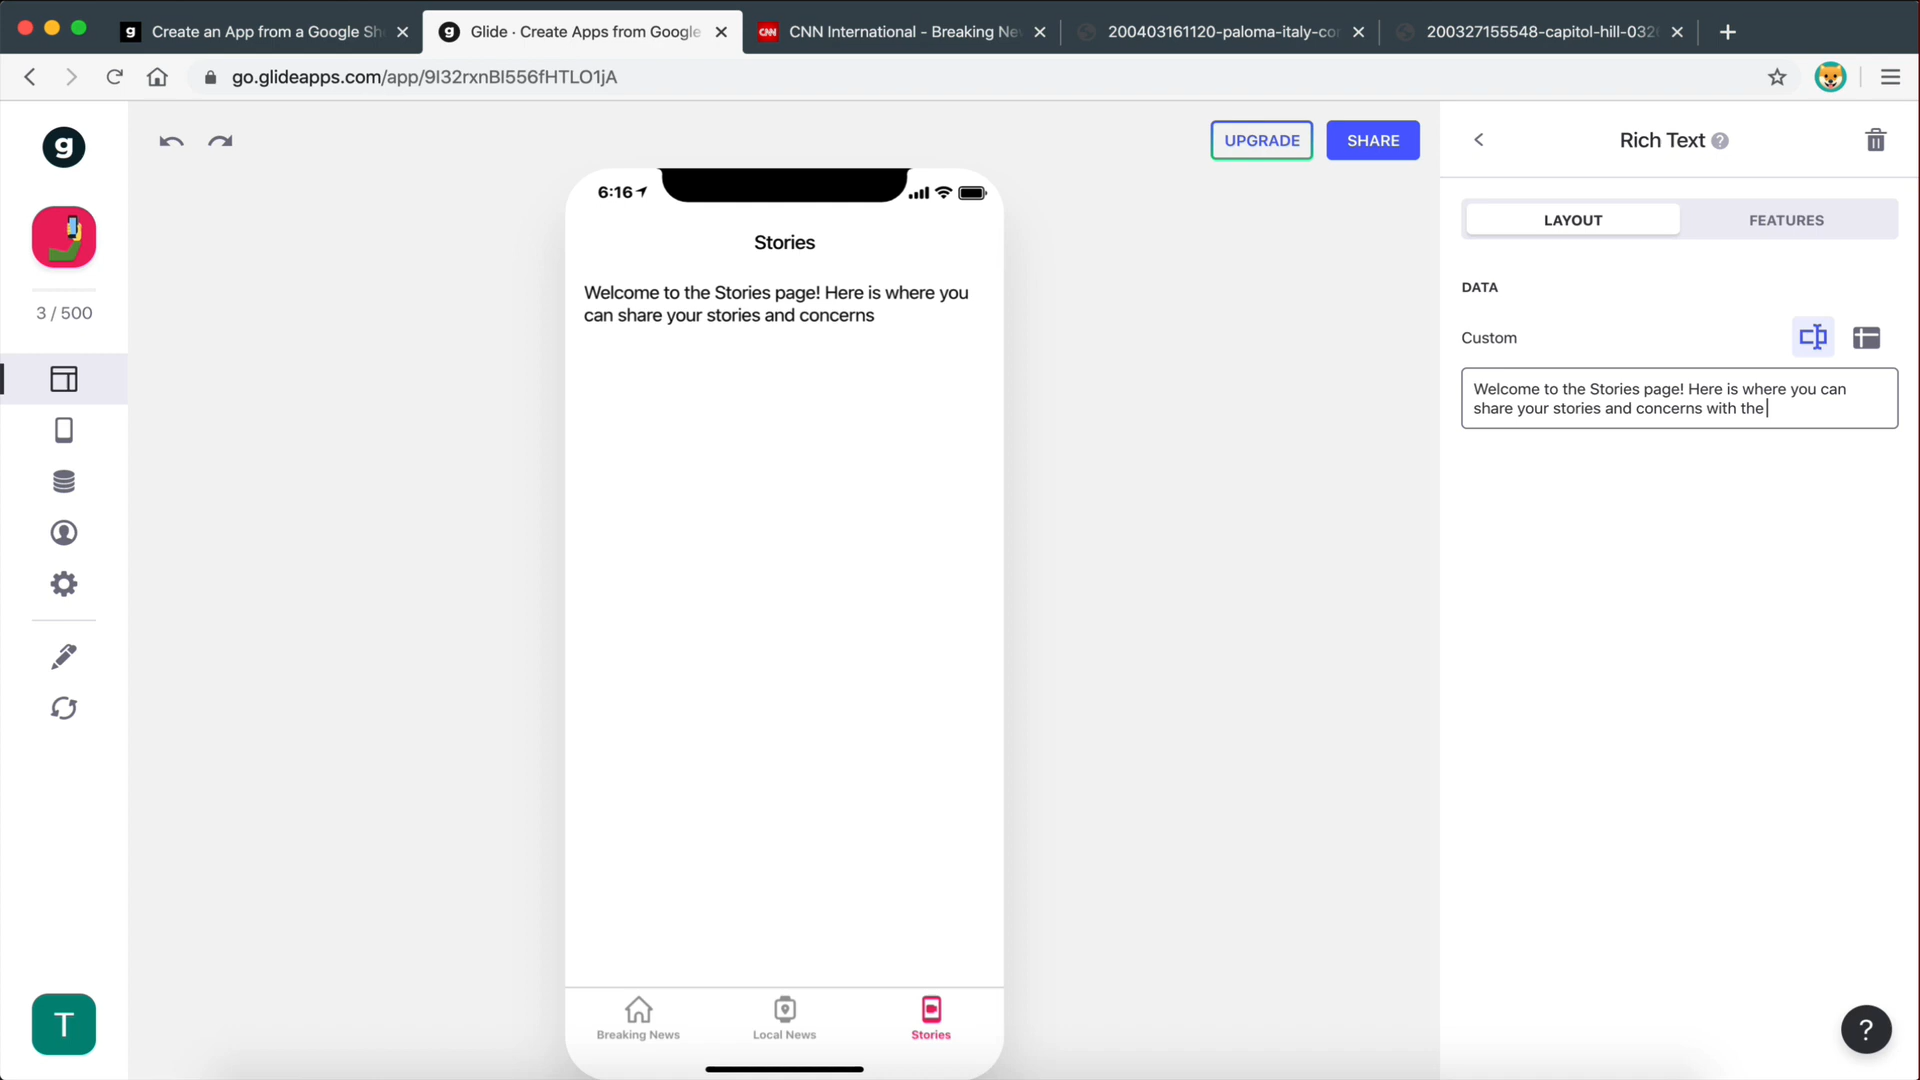 Create an App from a Google Sh
Glide · Create Apps from Google
CNN
CNN International - Breaking Ne
200403161120-paloma-italy-cor
200327155548-capitol-hill-032
go.glideapps.com/app/9I32rxnBI556fHTLO1jA
g
UPGRADE
SHARE
Rich Text
3 / 500
6:16
Stories
Welcome to the Stories page! Here is where you
can share your stories and concerns
LAYOUT
FEATURES
DATA
Custom
Welcome to the Stories page! Here is where you can
share your stories and concerns with the
Breaking News
Local News
Stories
T
?